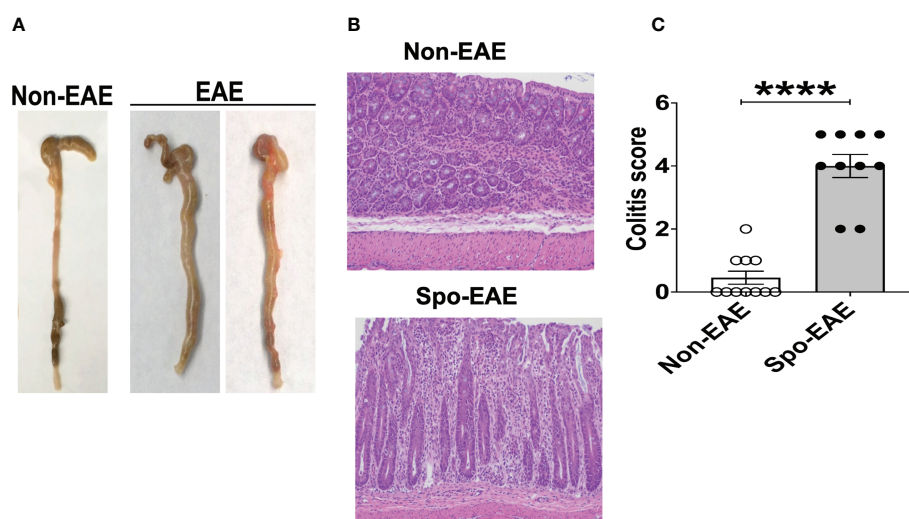 A
B
C
Non-EAE
EAE
Non-EAE
Spo-EAE
****
Colitis score
6
4
2
0
Non-EAE
Spo-EAE